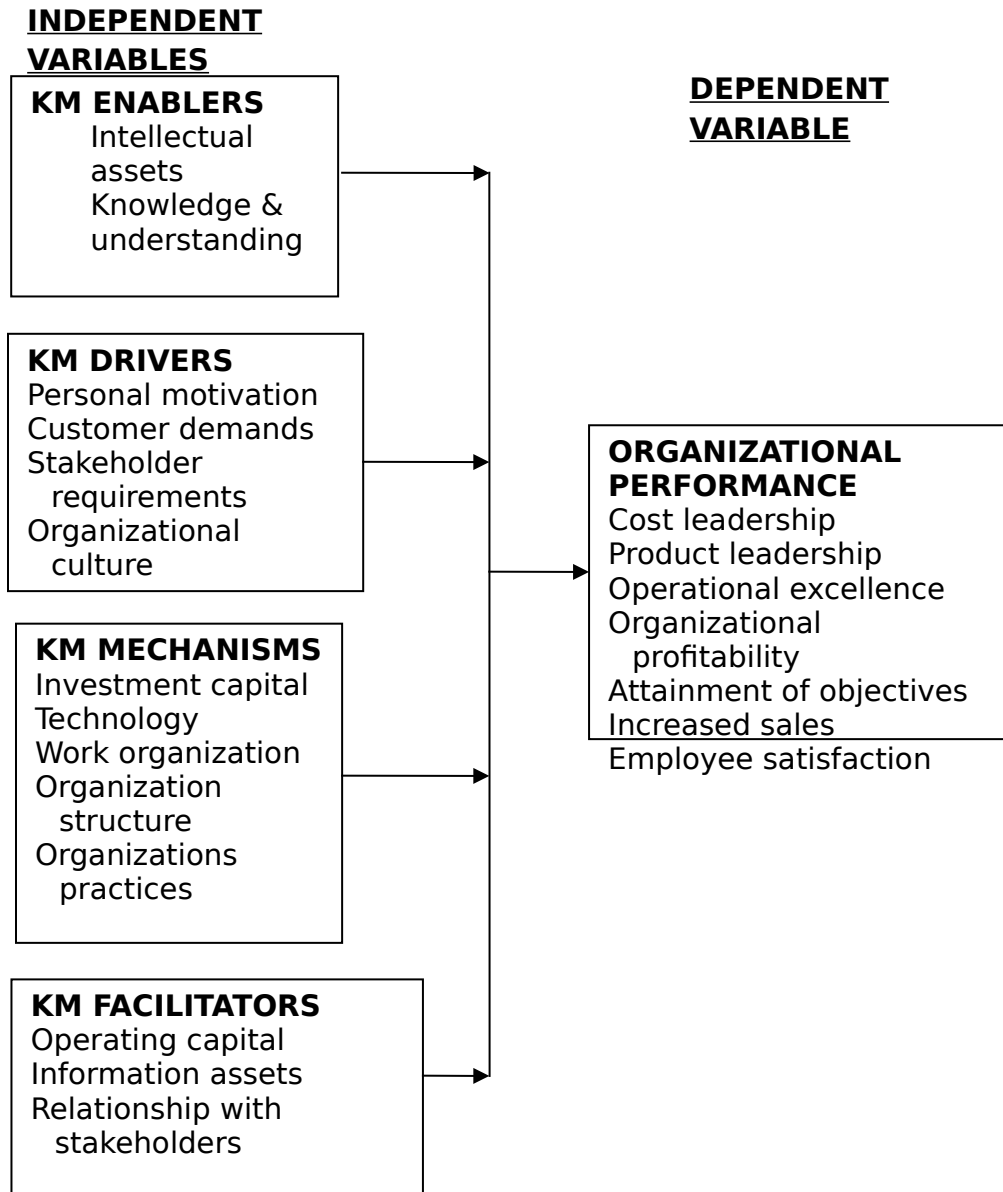 INDEPENDENT
VARIABLES
KM ENABLERS
Intellectual
assets
Knowledge &
understanding
DEPENDENT
VARIABLE
KM DRIVERS
Personal motivation
Customer demands
Stakeholder
requirements
Organizational
culture
ORGANIZATIONAL
PERFORMANCE
Cost leadership
Product leadership
Operational excellence
Organizational
profitability
Attainment of objectives
Increased sales
Employee satisfaction
KM MECHANISMS
Investment capital
Technology
Work organization
Organization
structure
Organizations
practices
KM FACILITATORS
Operating capital
Information assets
Relationship with
stakeholders